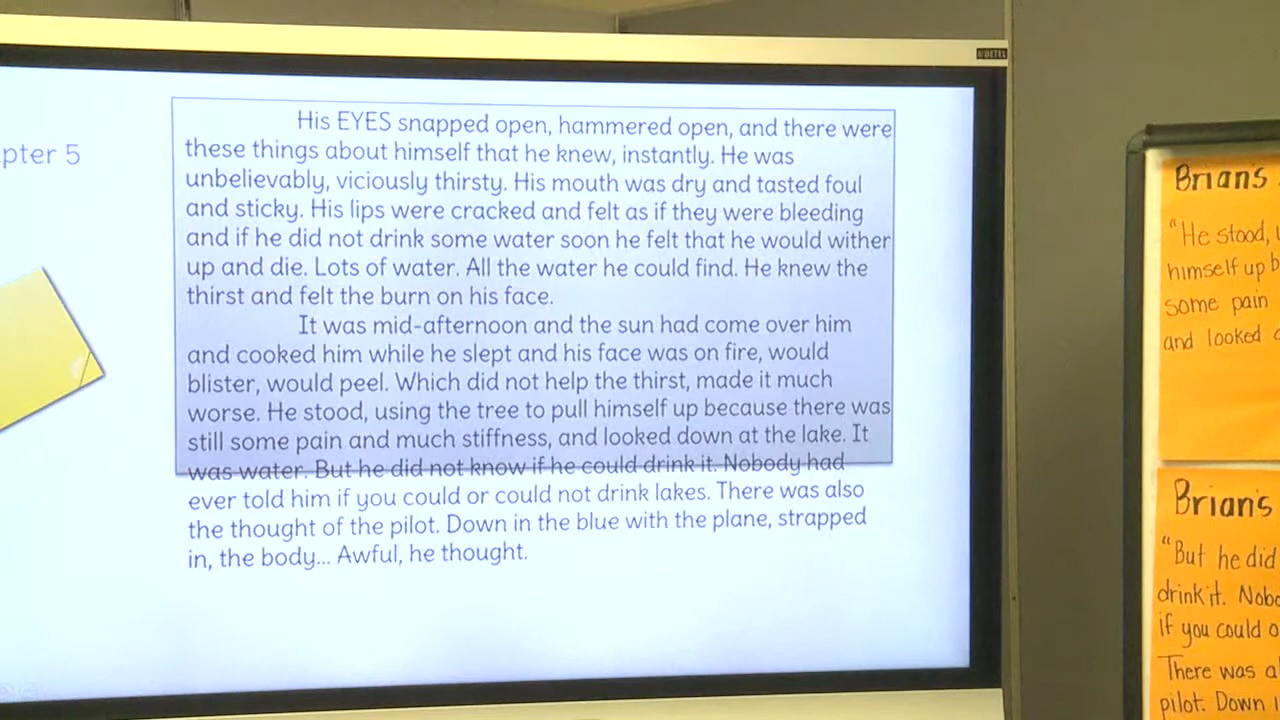 pter 5
His EYES snapped open, hammered open, and there were
these things about himself that he knew, instantly. He was
unbelievably, viciously thirsty. His mouth was dry and tasted foul
and sticky. His lips were cracked and felt as if they were bleeding
and if he did not drink some water soon he felt that he would wither
up and die. Lots of water. All the water he could find. He knew the
thirst and felt the burn on his face.
It was mid-afternoon and the sun had come over him
and cooked him while he slept and his face was on fire, would
blister, would peel. Which did not help the thirst, made it much
worse. He stood, using the tree to pull himself up because there was
still some pain and much stiffness, and looked down at the lake. It
was water. But he did not know if he could drink it. Nobody had
ever told him if you could or could not drink lakes. There was also
the thought of the pilot. Down in the blue with the plane, strapped
in, the body... Awful, he thought.
Brian's
"He stood,
himself up b
some pain
and looked
Brian's
"But he did
drink it. Nobo
if you could o
There was al
pilot. Down i